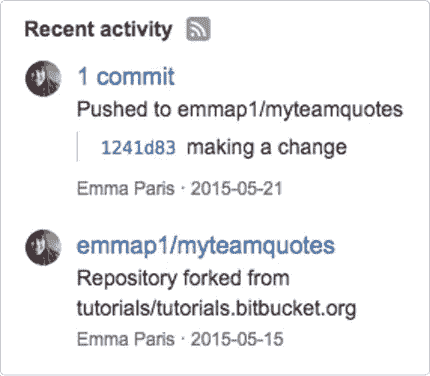 Recent activity
1 commit
Pushed to emmap1/myteamquotes
1241d83 making a change
Emma Paris · 2015-05-21
emmap1/myteamquotes
Repository forked from
tutorials/tutorials.bitbucket.org
Emma Paris · 2015-05-15